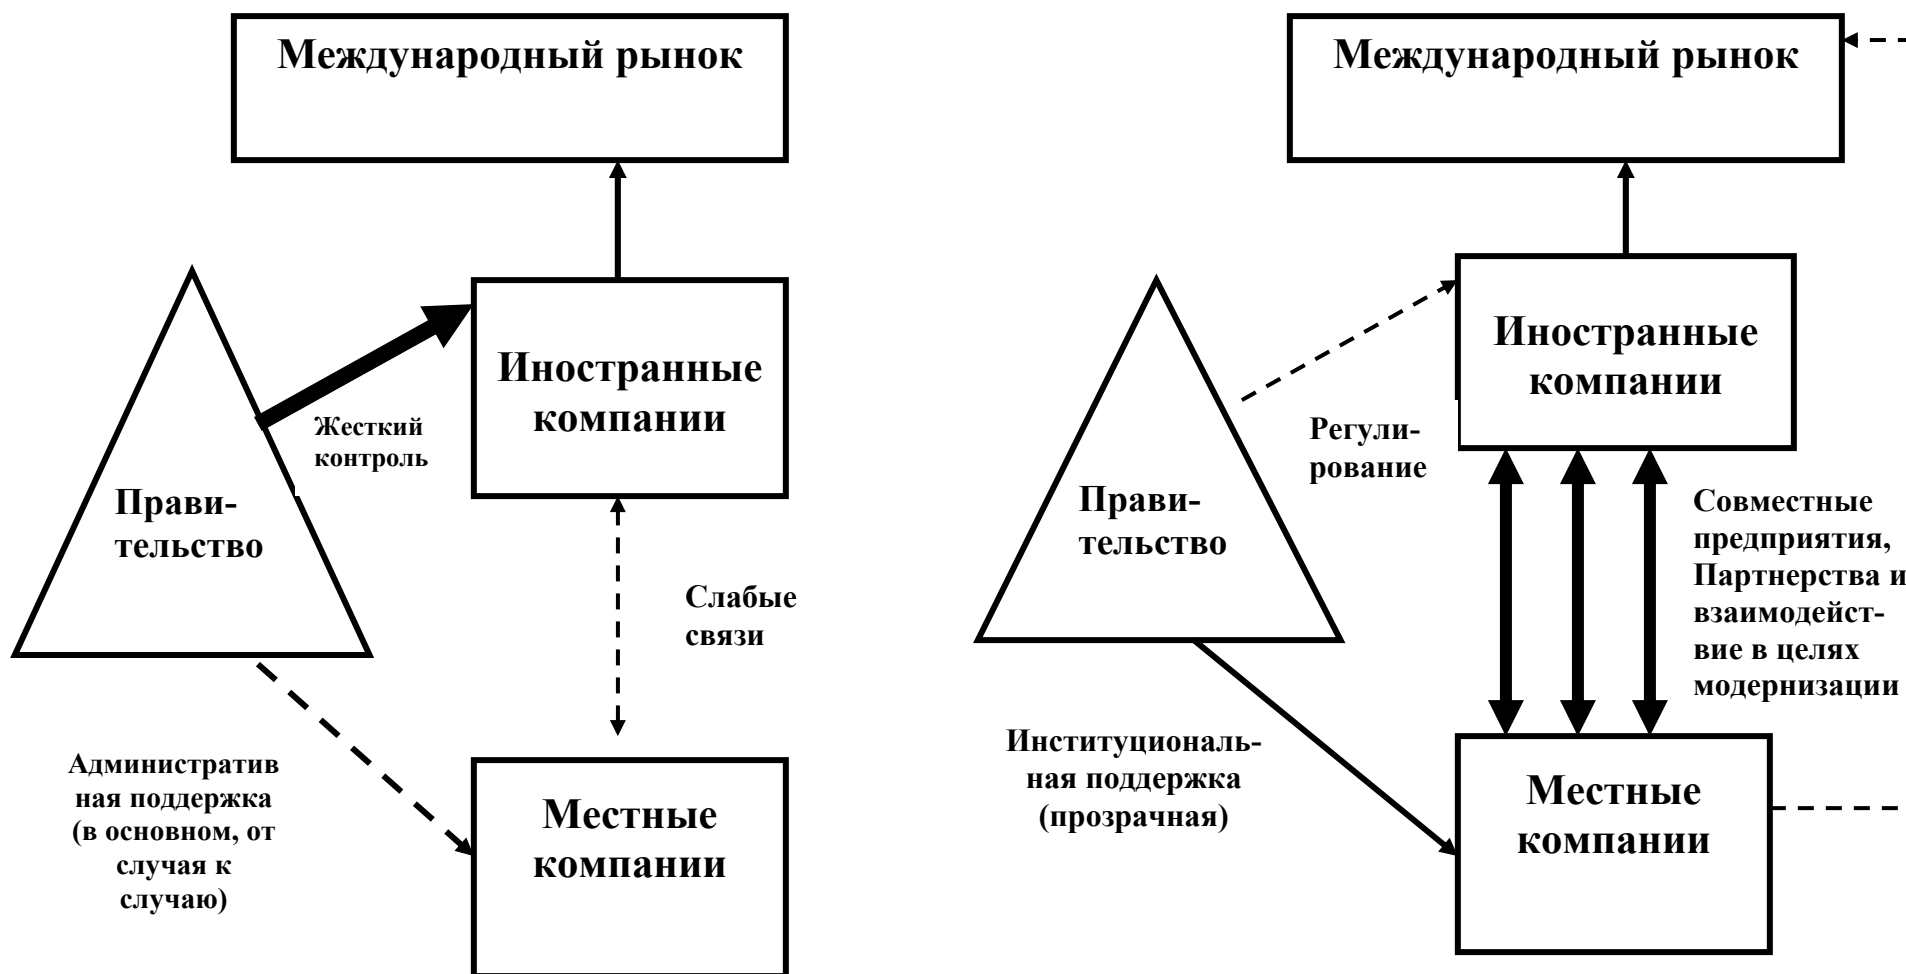 Международный рынок
Иностранные
компании
Жесткий
контроль
Прави-
тельство
Слабые
связи
Административ
ная поддержка
(в основном, от
случая к
случаю)
Местные
компании
Международный рынок
Иностранные
компании
Регули-
рование
Прави-
тельство
Совместные
предприятия,
Партнерства и
взаимодейст-
вие в целях
модернизации
Институциональ-
ная поддержка
(прозрачная)
Местные
компании